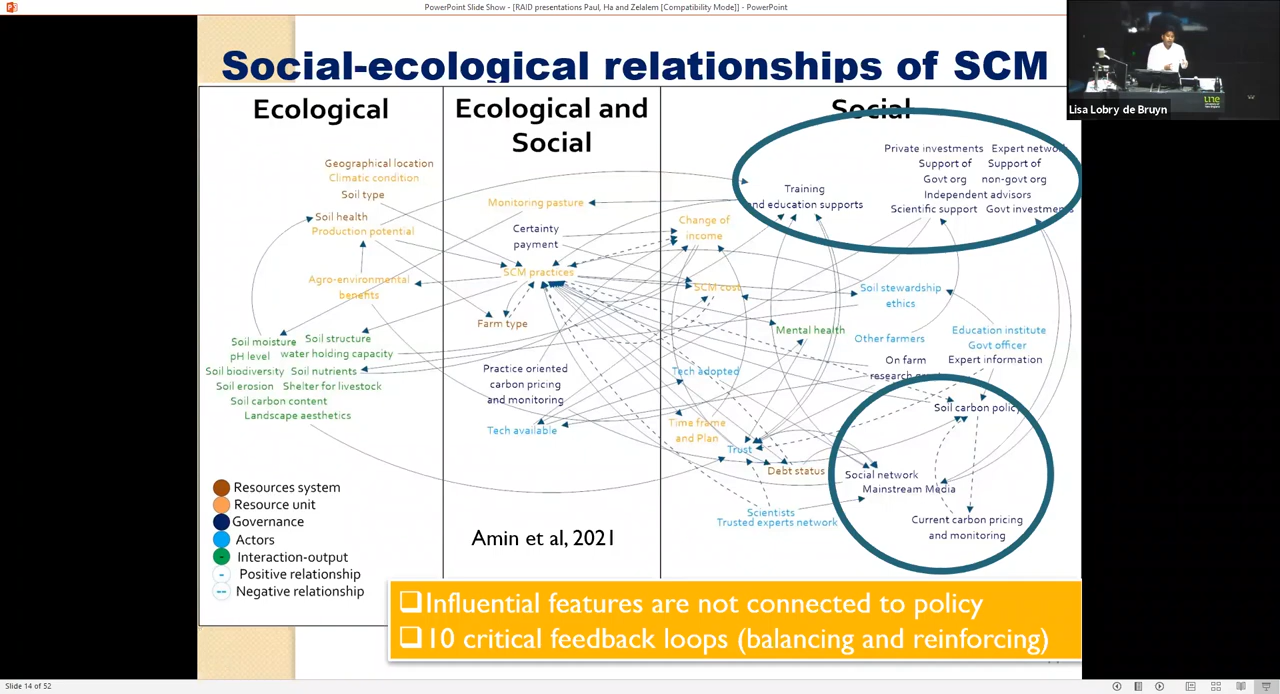 PowerPoint Slide Show - [RAID presentations Paul, Ha and Zelalem [Compatibility Mode]] - PowerPoint
Lisa Lobry de Bruyn
une
Social-ecological relationships of SCM
Ecological
Ecological and
Social
Social
Geographical location
Climatic condition
Soil type
Soil health
Production potential
Agro-environmental
benefits
Soil moisture
pH level
Soil structure
water holding capacity
Soil biodiversity Soil nutrients
Soil erosion Shelter for livestock
Soil carbon content
Landscape aesthetics
Monitoring pasture
Certainty
payment
SCM practices
Farm type
Practice oriented
carbon pricing
and monitoring
Tech available
Private investments Expert network
Support of Support of
Govt org non-govt org
Independent advisors
Scientific support Govt investments
Training
and education supports
Change of
income
SCM cost
Soil stewardship
ethics
Mental health
Other farmers
Education institute
Govt officer
Expert information
On farm
research
Tech adopted
Time frame
and Plan
Trust
Debt status
Soil carbon policy
Social network
Mainstream Media
Current carbon pricing
and monitoring
Scientists
Trusted experts network
Resources system
Resource unit
Governance
Actors
- Interaction-output
- Positive relationship
-- Negative relationship
Amin et al, 2021
❑Influential features are not connected to policy
❑10 critical feedback loops (balancing and reinforcing)
Slide 14 of 52